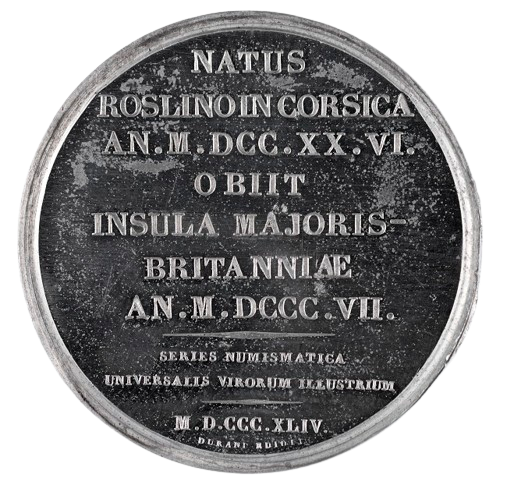 NATUS
ROSLINO IN CORSICA
AN.M.DCC.XX.VI.
OBIIT
INSULA MAJORIS-
BRITANNIÆ
AN.M.DCCC.VII.
SERIES NUMISMATICA
UNIVERSALIS VIRORUM ILLUSTRIUM
M.D.CCC.XLIV.
DURAND EDIDIT